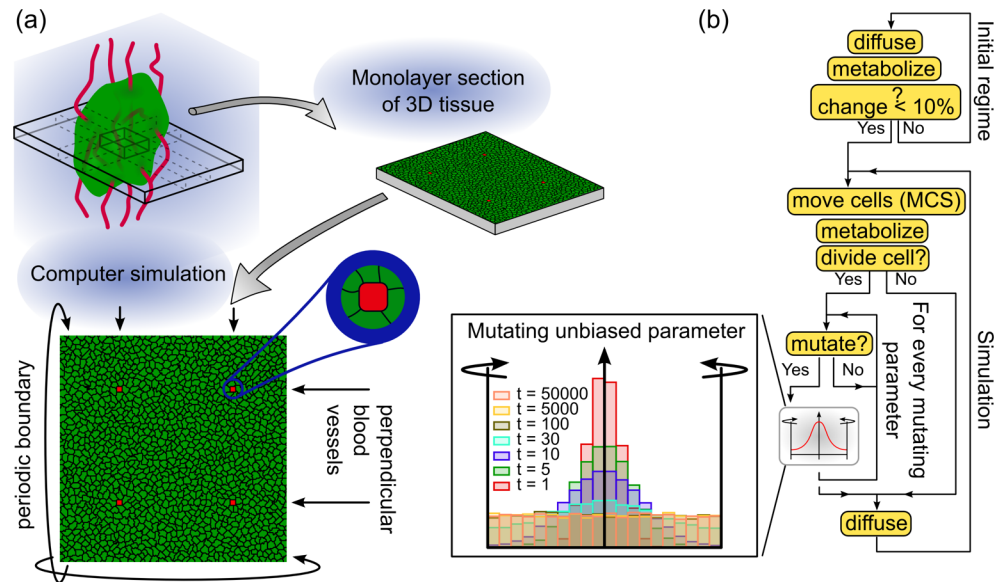 (a)
Monolayer section
of 3D tissue
Computer simulation
periodic boundary
perpendicular
blood
vessels
Mutating unbiased parameter
t = 50000
t = 5000
t = 100
t = 30
t = 10
t = 5
t = 1
(b)
diffuse
metabolize
?
change < 10%
Yes No
Initial regime
move cells (MCS)
metabolize
divide cell?
Yes No
mutate?
Yes No
For every mutating
parameter
Simulation
diffuse